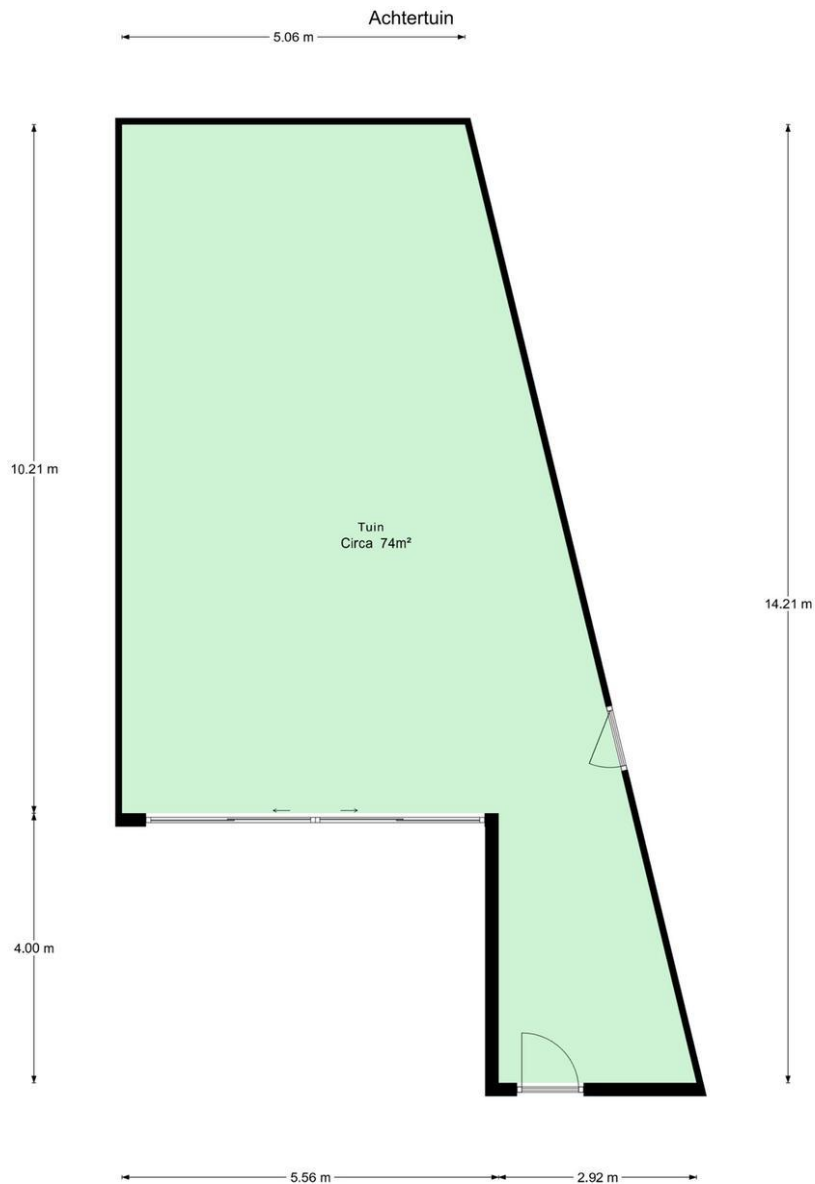 Achtertuin
5.06 m
10.21 m
Tuin
Circa 74m²
14.21 m
4.00 m
5.56 m
2.92 m